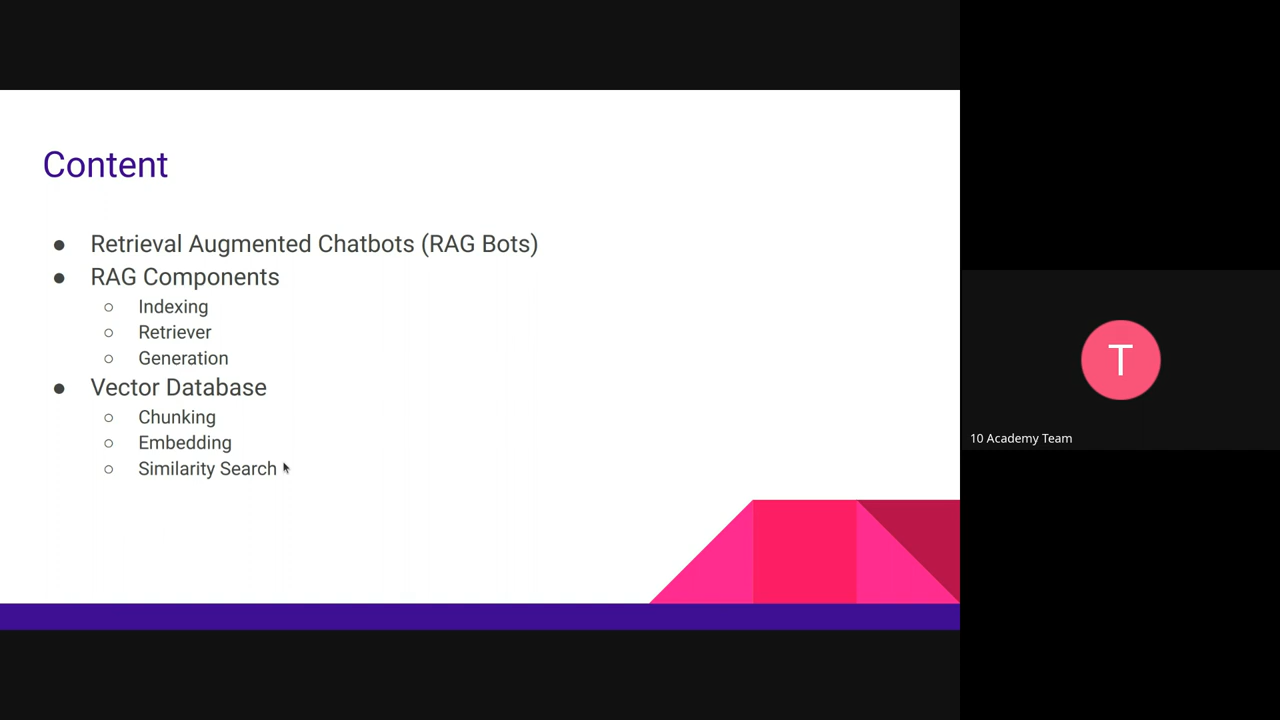 Content
● Retrieval Augmented Chatbots (RAG Bots)
● RAG Components
○ Indexing
○ Retriever
○ Generation
● Vector Database
○ Chunking
○ Embedding
○ Similarity Search
T
10 Academy Team